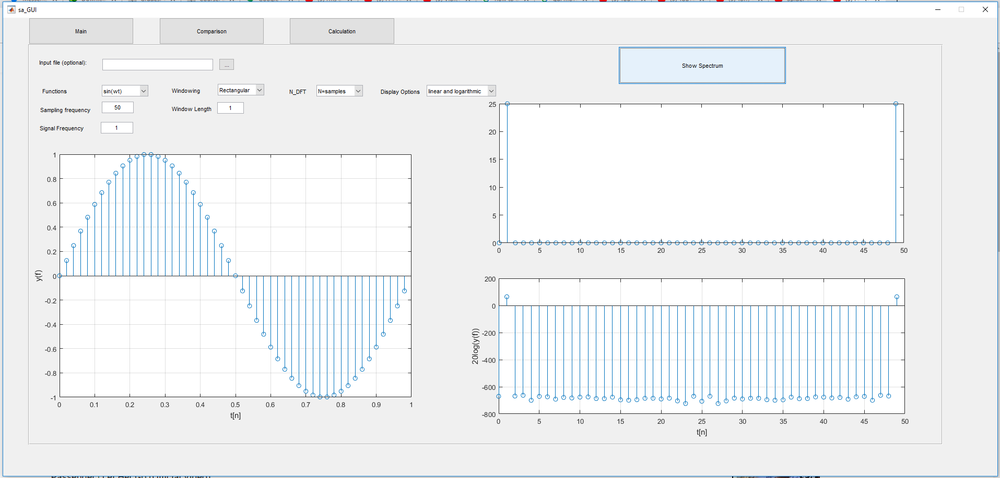 sa_GUI
Main Comparison Calculation
Input file (optional): ...
Show Spectrum
Functions sin(wt) Windowing Rectangular N_DFT N=samples Display Options linear and logarithmic
Sampling frequency 50 Window Length 1
Signal Frequency 1
25
20
15
10
5
0
0 5 10 15 20 25 30 35 40 45 50
1
0.8
0.6
0.4
0.2
0
-0.2
-0.4
-0.6
-0.8
-1
y(f)
0 0.1 0.2 0.3 0.4 0.5 0.6 0.7 0.8 0.9 1
t[n]
200
0
-200
-400
-600
-800
20log(y(f))
0 5 10 15 20 25 30 35 40 45 50
t[n]